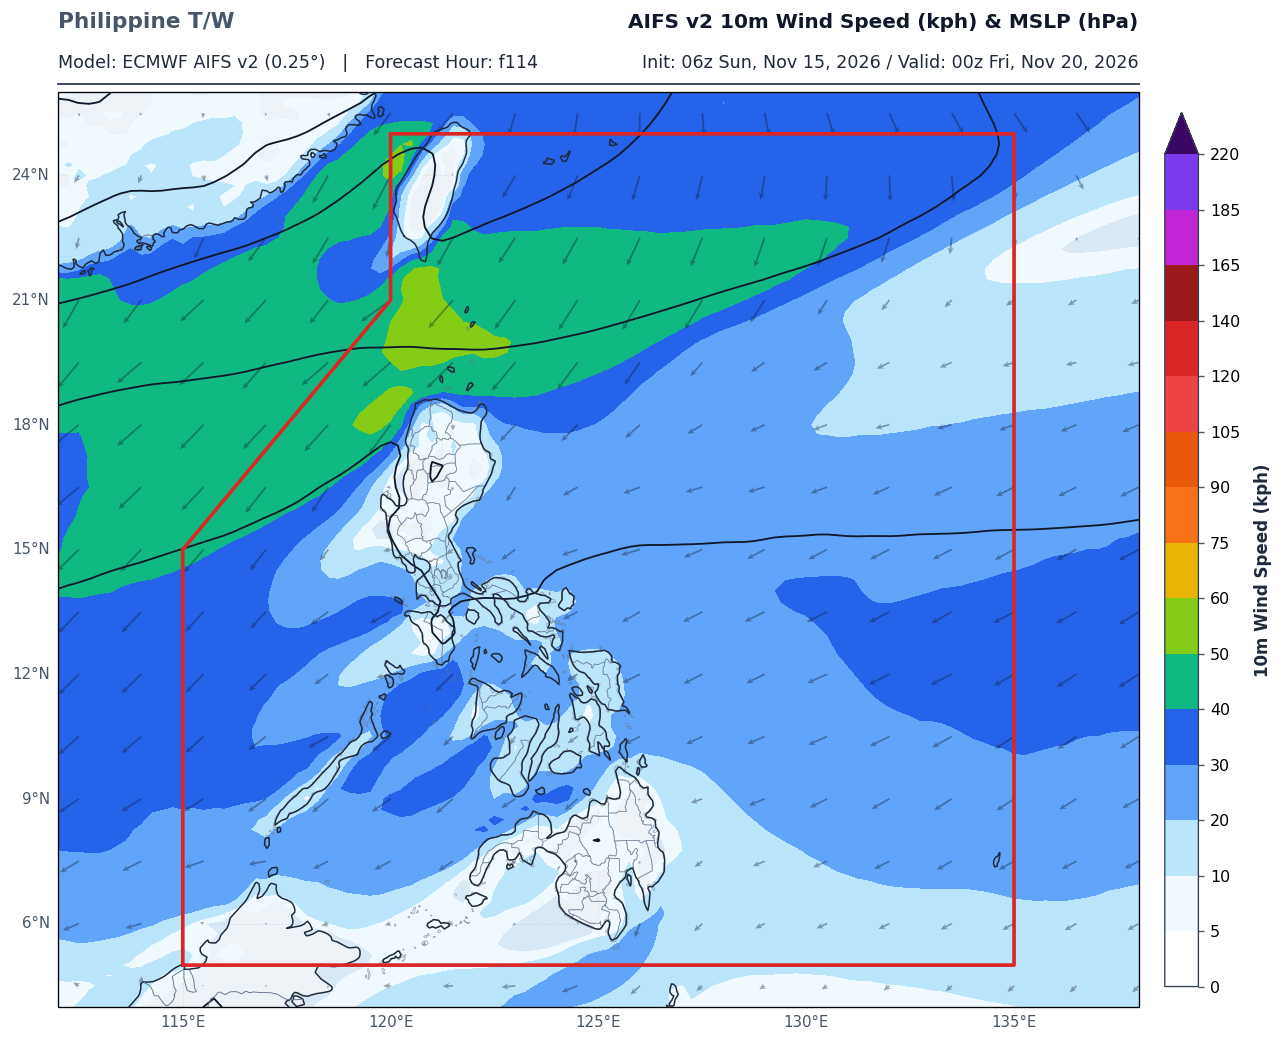 Philippine T/W
AIFS v2 10m Wind Speed (kph) & MSLP (hPa)
Model: ECMWF AIFS v2 (0.25°) | Forecast Hour: f114
Init: 06z Sun, Nov 15, 2026 / Valid: 00z Fri, Nov 20, 2026
24°N
21°N
18°N
15°N
12°N
9°N
6°N
115°E
120°E
125°E
130°E
135°E
220
185
165
140
120
105
90
75
60
50
40
30
20
10
5
0
10m Wind Speed (kph)